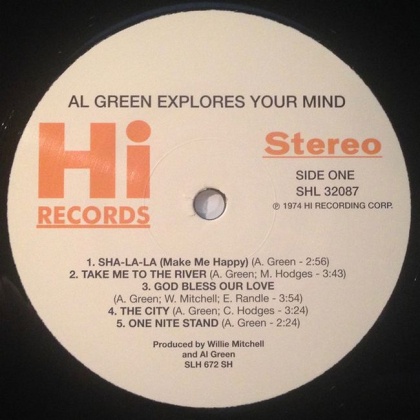 AL GREEN EXPLORES YOUR MIND
Hi
RECORDS
Stereo
SIDE ONE
SHL 32087
℗ 1974 HI RECORDING CORP.
1. SHA-LA-LA (Make Me Happy) (A. Green - 2:56)
2. TAKE ME TO THE RIVER (A. Green; M. Hodges - 3:43)
3. GOD BLESS OUR LOVE
(A. Green; W. Mitchell; E. Randle - 3:54)
4. THE CITY (A. Green; C. Hodges - 3:24)
5. ONE NITE STAND (A. Green - 2:24)
Produced by Willie Mitchell
and Al Green
SLH 672 SH